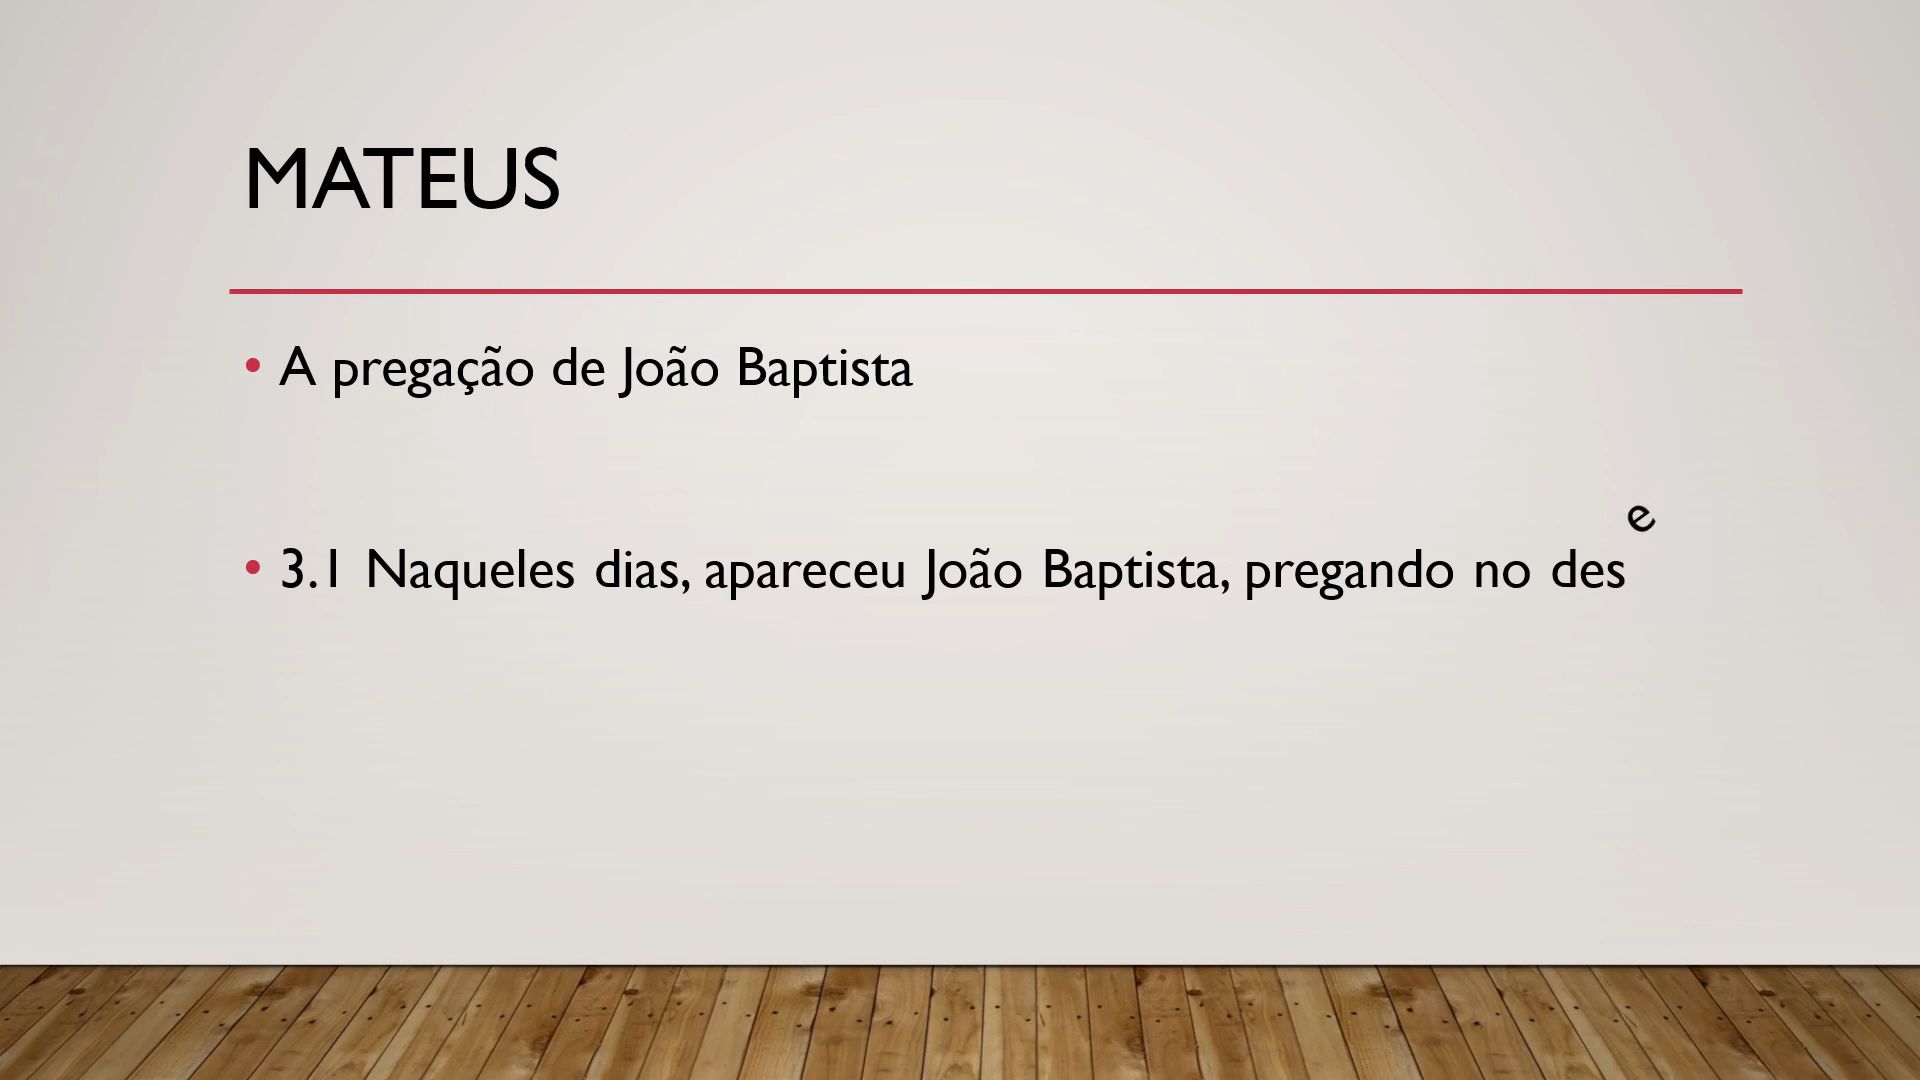 MATEUS
• A pregação de João Baptista
• 3.1 Naqueles dias, apareceu João Baptista, pregando no des e